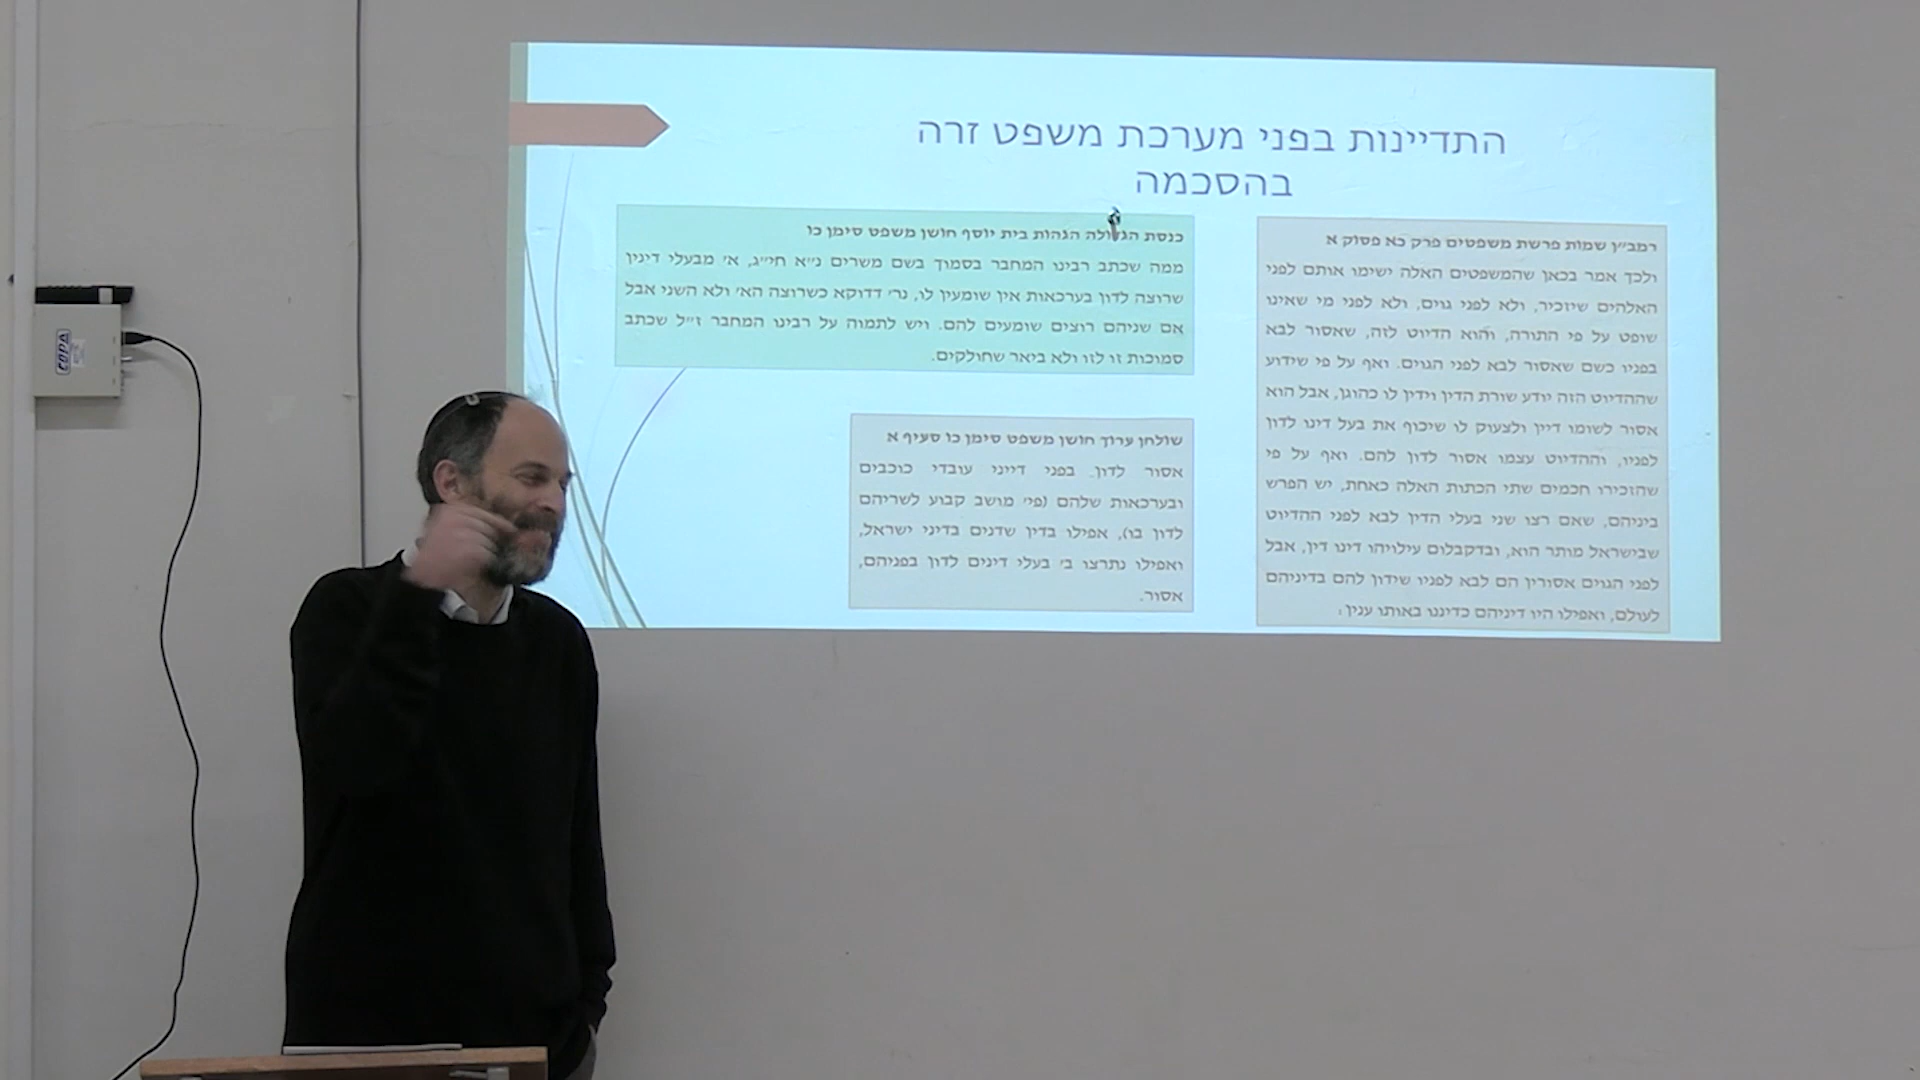 התדיינות בפני מערכת משפט זרה
בהסכמה
רמב״ן שמות פרשת משפטים פרק כא פסוק א
ולכך אמר בכאן שהמשפטים האלה ישימו אותם לפני
האלהים שיזכיר, ולא לפני גוים, ולא לפני מי שאינו
שופט על פי התורה, והוא הדיוט לזה, שאסור לבא
בפניו כשם שאסור לבא לפני הגוים. ואף על פי שידוע
שההדיוט הזה יודע שורת הדין וידין לו כהוגן, אבל הוא
אסור לשומו דיין ולצעוק לו שיכוף את בעל דינו לדון
לפניו, וההדיוט עצמו אסור לדון להם. ואף על פי
שהזכירו חכמים שתי הכתות האלה כאחת, יש הפרש
ביניהם, שאם רצו שני בעלי הדין לבא לפני ההדיוט
שבישראל מותר הוא, ובדקבלום עילויהו דינו דין, אבל
לפני הגוים אסורין הם לבא לפניו שידון להם בדיניהם
לעולם, ואפילו היו דיניהם כדיננו באותו ענין:
כנסת הגדולה הגהות בית יוסף חושן משפט סימן כו
ממה שכתב רבינו המחבר בסמוך בשם משרים נ״א חי״ג, א׳ מבעלי דינין
שרוצה לדון בערכאות אין שומעין לו, נר׳ דדוקא כשרוצה הא׳ ולא השני אבל
אם שניהם רוצים שומעים להם. ויש לתמוה על רבינו המחבר ז״ל שכתב
סמוכות זו לזו ולא ביאר שחולקים.
שולחן ערוך חושן משפט סימן כו סעיף א
אסור לדון בפני דייני עובדי כוכבים
ובערכאות שלהם (פי׳ מושב קבוע לשריהם
לדון בו), אפילו בדין שדנים בדיני ישראל,
ואפילו נתרצו ב׳ בעלי דינים לדון בפניהם,
אסור.